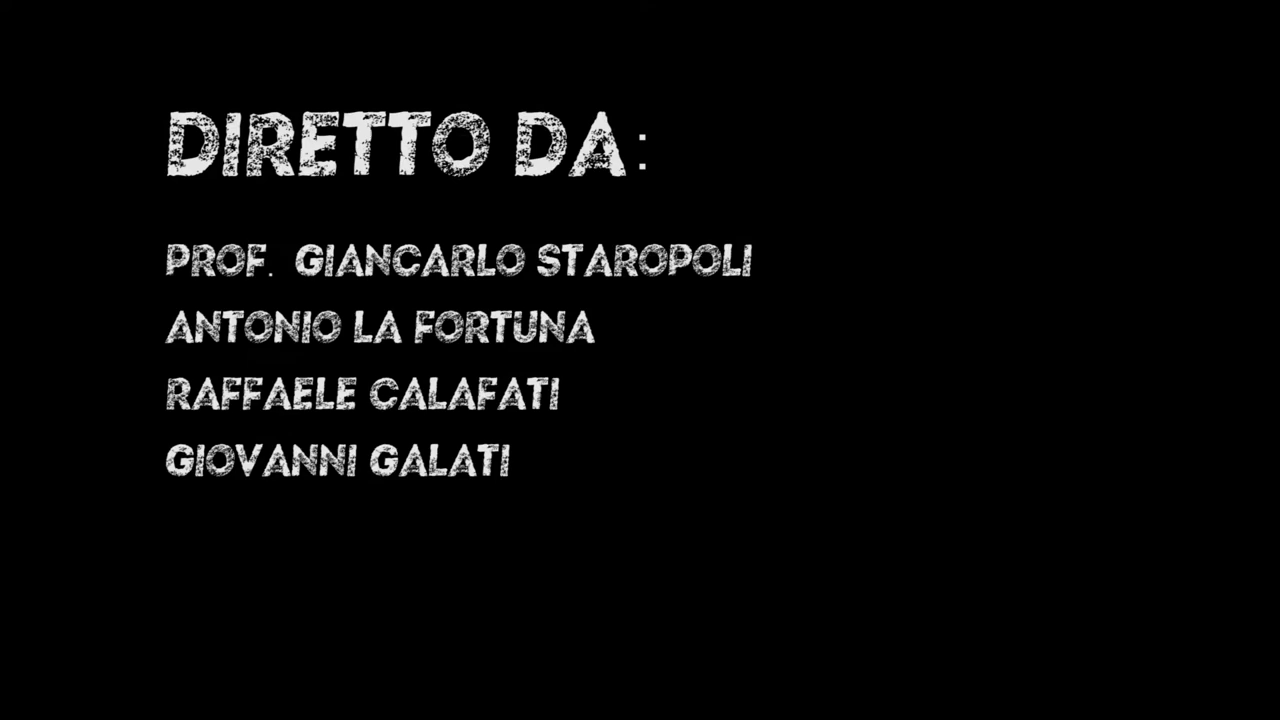 DIRETTO DA:
PROF. GIANCARLO STAROPOLI
ANTONIO LA FORTUNA
RAFFAELE CALAFATI
GIOVANNI GALATI